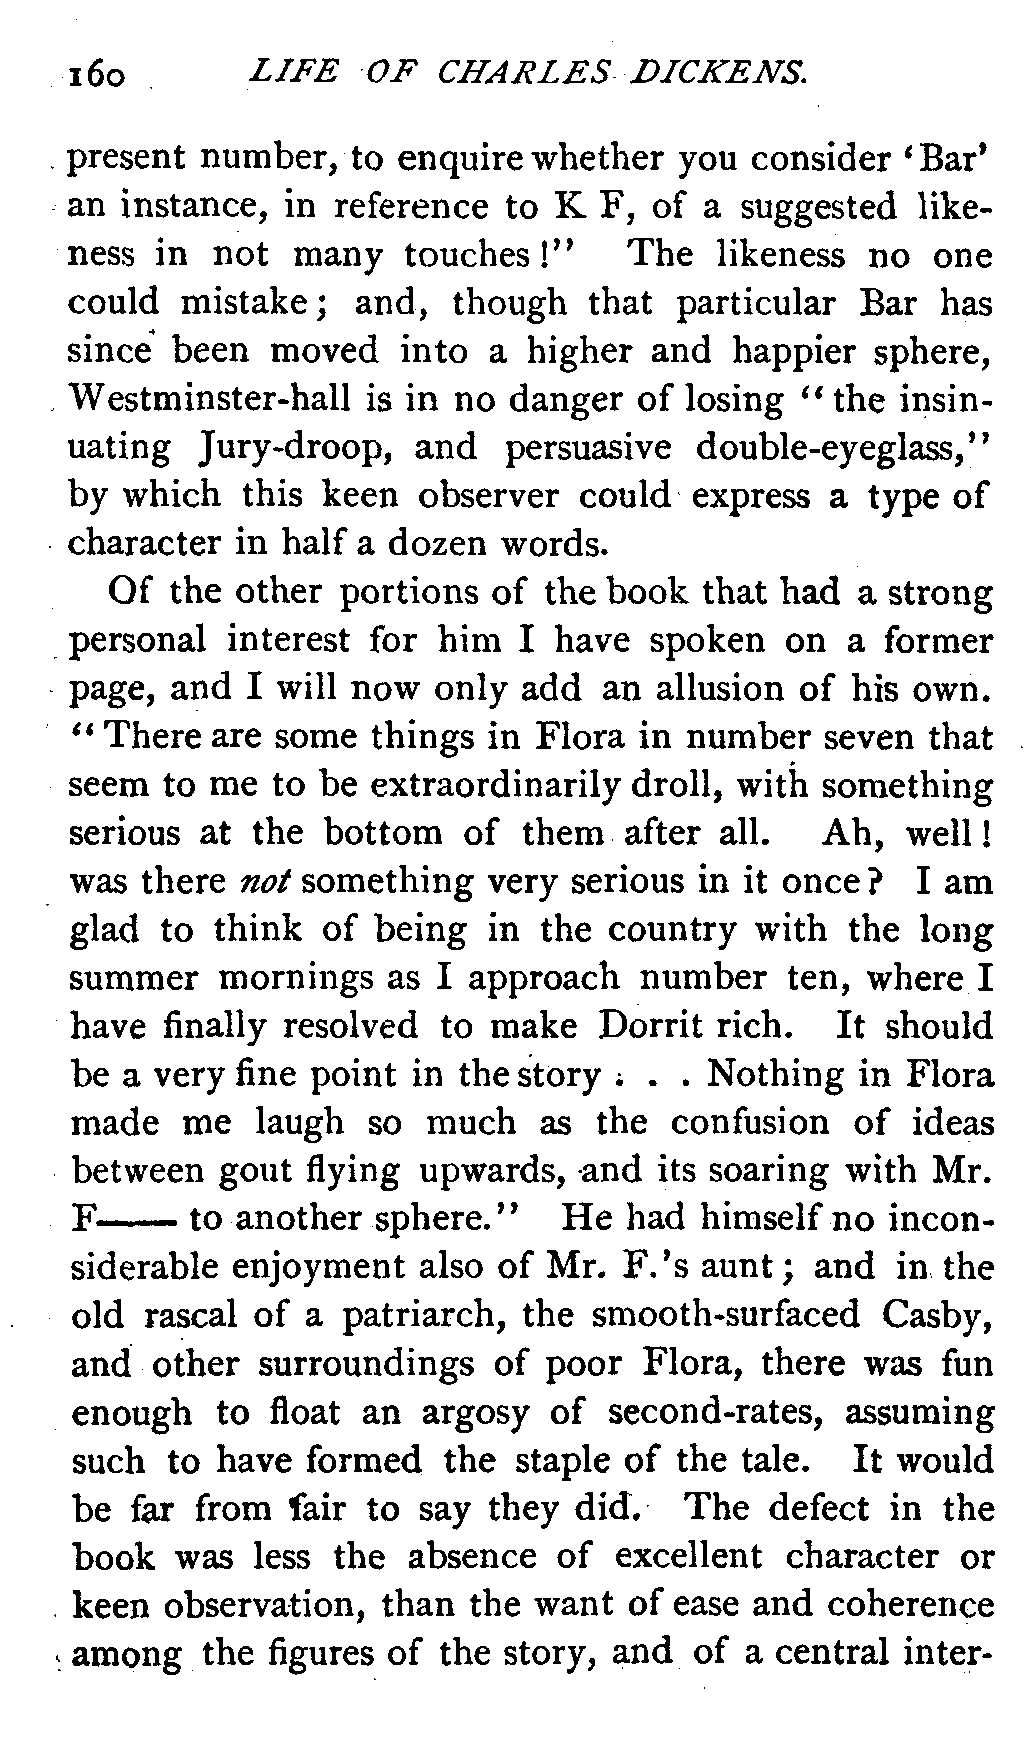 160 LIFE OF CHARLES DICKENS.
present number, to enquire whether you consider ‘Bar’
an instance, in reference to K F, of a suggested like-
ness in not many touches!” The likeness no one
could mistake; and, though that particular Bar has
since been moved into a higher and happier sphere,
Westminster-hall is in no danger of losing “the insin-
uating Jury-droop, and persuasive double-eyeglass,”
by which this keen observer could express a type of
character in half a dozen words.
Of the other portions of the book that had a strong
personal interest for him I have spoken on a former
page, and I will now only add an allusion of his own.
“There are some things in Flora in number seven that
seem to me to be extraordinarily droll, with something
serious at the bottom of them after all. Ah, well!
was there not something very serious in it once? I am
glad to think of being in the country with the long
summer mornings as I approach number ten, where I
have finally resolved to make Dorrit rich. It should
be a very fine point in the story . . . Nothing in Flora
made me laugh so much as the confusion of ideas
between gout flying upwards, and its soaring with Mr.
F—— to another sphere.” He had himself no incon-
siderable enjoyment also of Mr. F.’s aunt; and in the
old rascal of a patriarch, the smooth-surfaced Casby,
and other surroundings of poor Flora, there was fun
enough to float an argosy of second-rates, assuming
such to have formed the staple of the tale. It would
be far from fair to say they did. The defect in the
book was less the absence of excellent character or
keen observation, than the want of ease and coherence
among the figures of the story, and of a central inter-